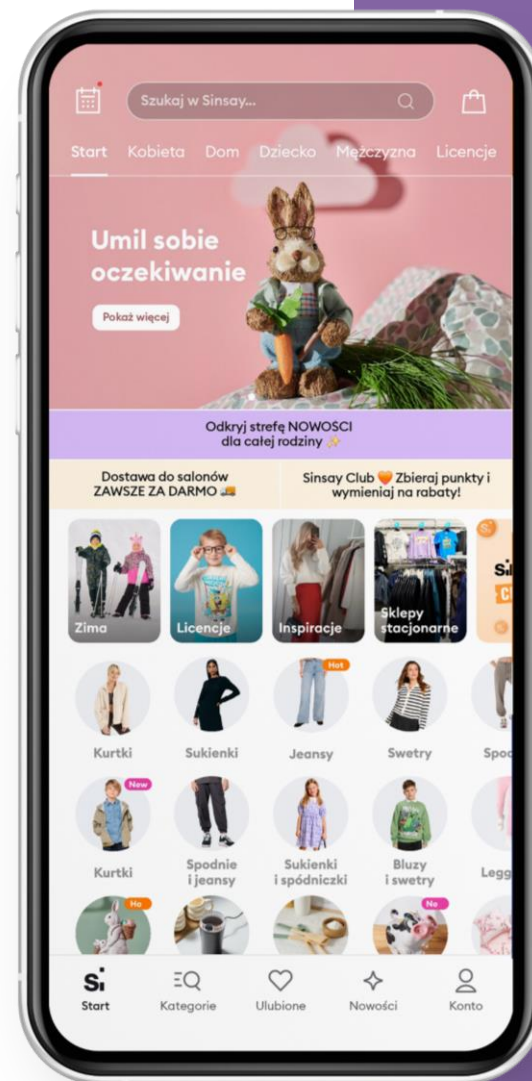 Szukaj w Sinsay...
Start Kobieta Dom Dziecko Mężczyzna Licencje
Umil sobie
oczekiwanie
Pokaż więcej
Odkryj strefę NOWOŚCI
dla całej rodziny
Dostawa do salonów
ZAWSZE ZA DARMO
Sinsay Club 🧡 Zbieraj punkty i
wymieniaj na rabaty!
Zima
Licencje
Inspiracje
Sklepy
stacjonarne
Hot
Kurtki Sukienki Jeansy Swetry
New
Kurtki
Spodnie
i jeansy
Sukienki
i spódniczki
Bluzy
i swetry
Si
Start Kategorie Ulubione Nowości Konto